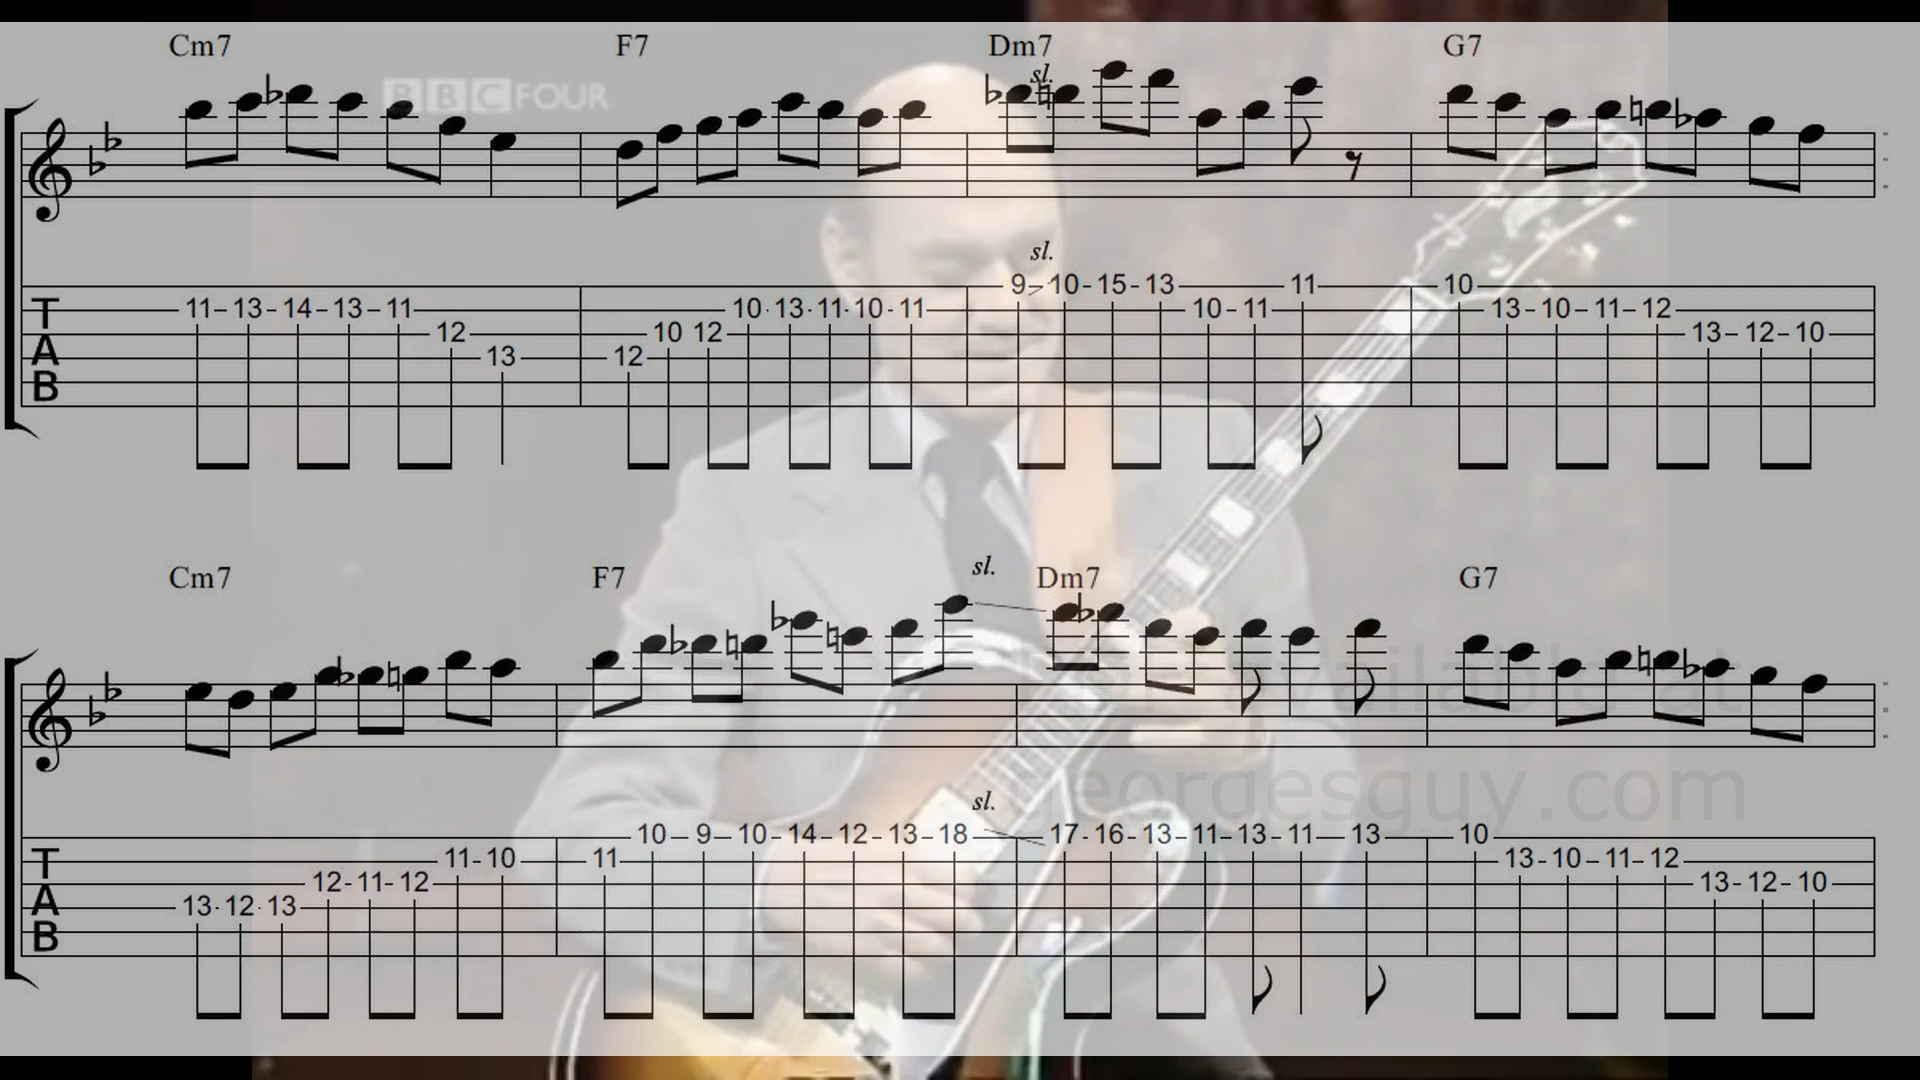 Cm7 F7 Dm7 G7
BBC FOUR
sl.
sl.
9 10 15 13 11 10
T 11 13 14 13 11 10 13 11 10 11 10 11 13 10 11 12
12 10 12 13 12 10
A 13 12
B
Cm7 F7 sl. Dm7 G7
available at
georgesguy.com
sl.
10 9 10 14 12 13 18 17 16 13 11 13 11 13 10
T 11 10 11 13 10 11 12
12 11 12 13 12 10
A 13 12 13
B